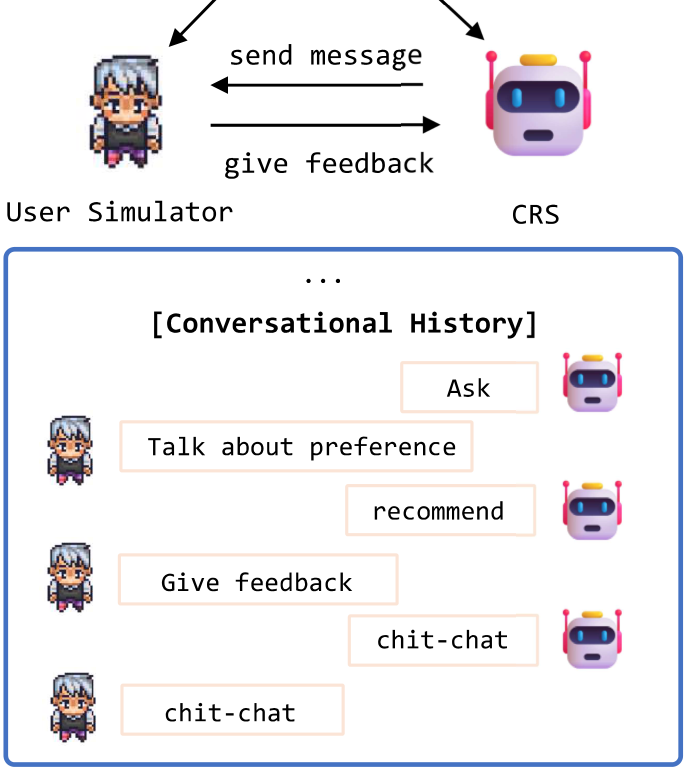 send message
give feedback
User Simulator
CRS
...
[Conversational History]
Ask
Talk about preference
recommend
Give feedback
chit-chat
chit-chat